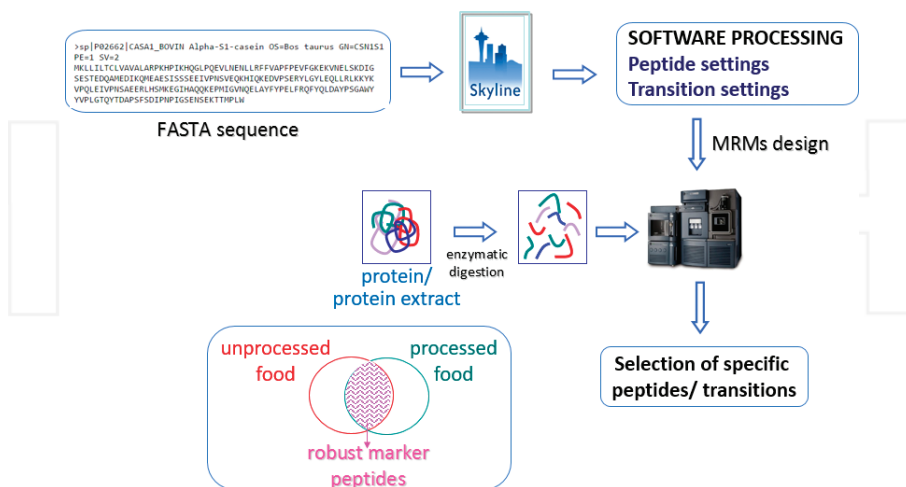 >sp|P02662|CASA1_BOVIN Alpha-S1-casein OS=Bos taurus GN=CSN1S1
PE=1 SV=2
MKLLILTCLVAVALARPKHPIKHQGLPQEVLNENLLRFFVAPFPEVFGKEKVNELSKDIG
SESTEDQAMEDIKQMEAESISSSEEIVPNSVEQKHIQKEDVPSERYLGYLEQLLRLKKYK
VPQLEIVPNSAEERLHSMKEGIHAQQKEPMIGVNQELAYFYPELFRQFYQLDAYPSGAWY
YVPLGTQYTDAPSFSDIPNPIGSENSEKTTMPLW
FASTA sequence
Skyline
SOFTWARE PROCESSING
Peptide settings
Transition settings
MRMs design
enzymatic
digestion
protein/
protein extract
unprocessed
food
processed
food
robust marker
peptides
Selection of specific
peptides/ transitions